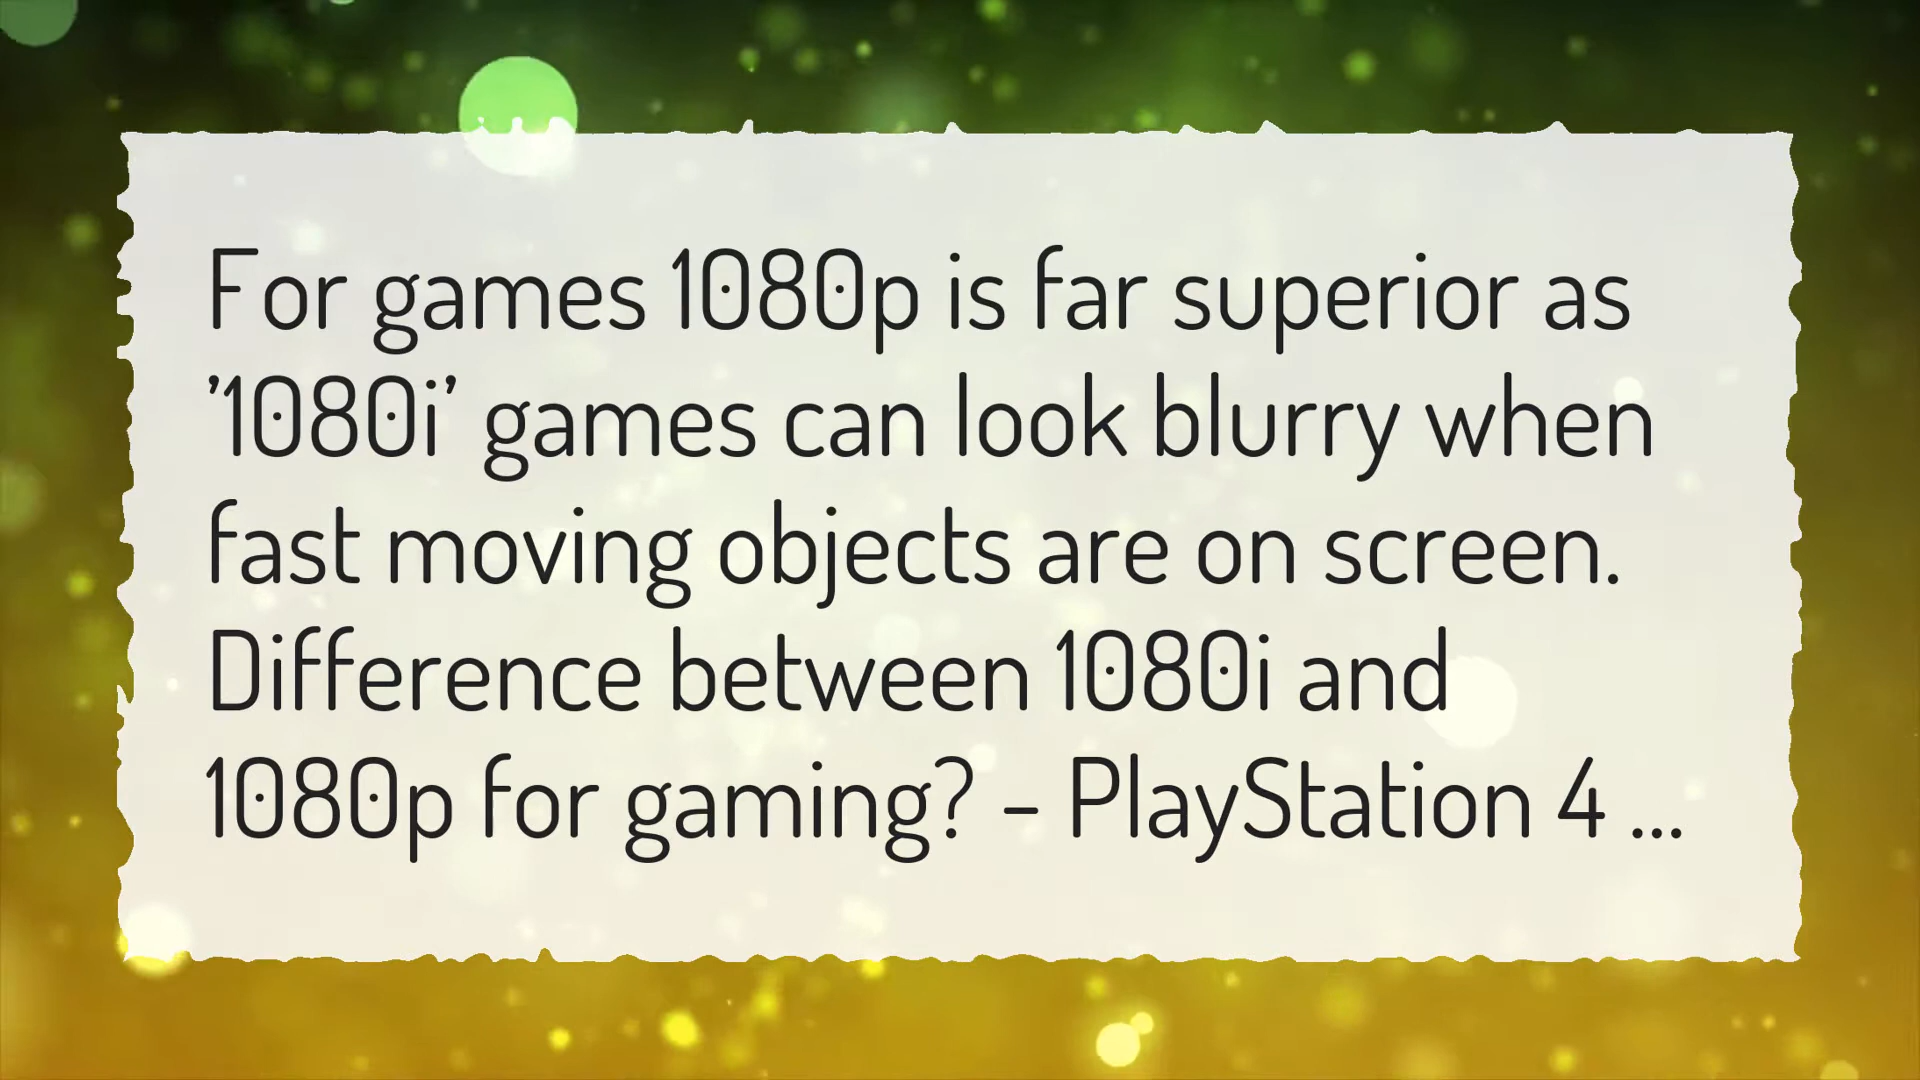 For games 1080p is far superior as
'1080i' games can look blurry when
fast moving objects are on screen.
Difference between 1080i and
1080p for gaming? - PlayStation 4 ...